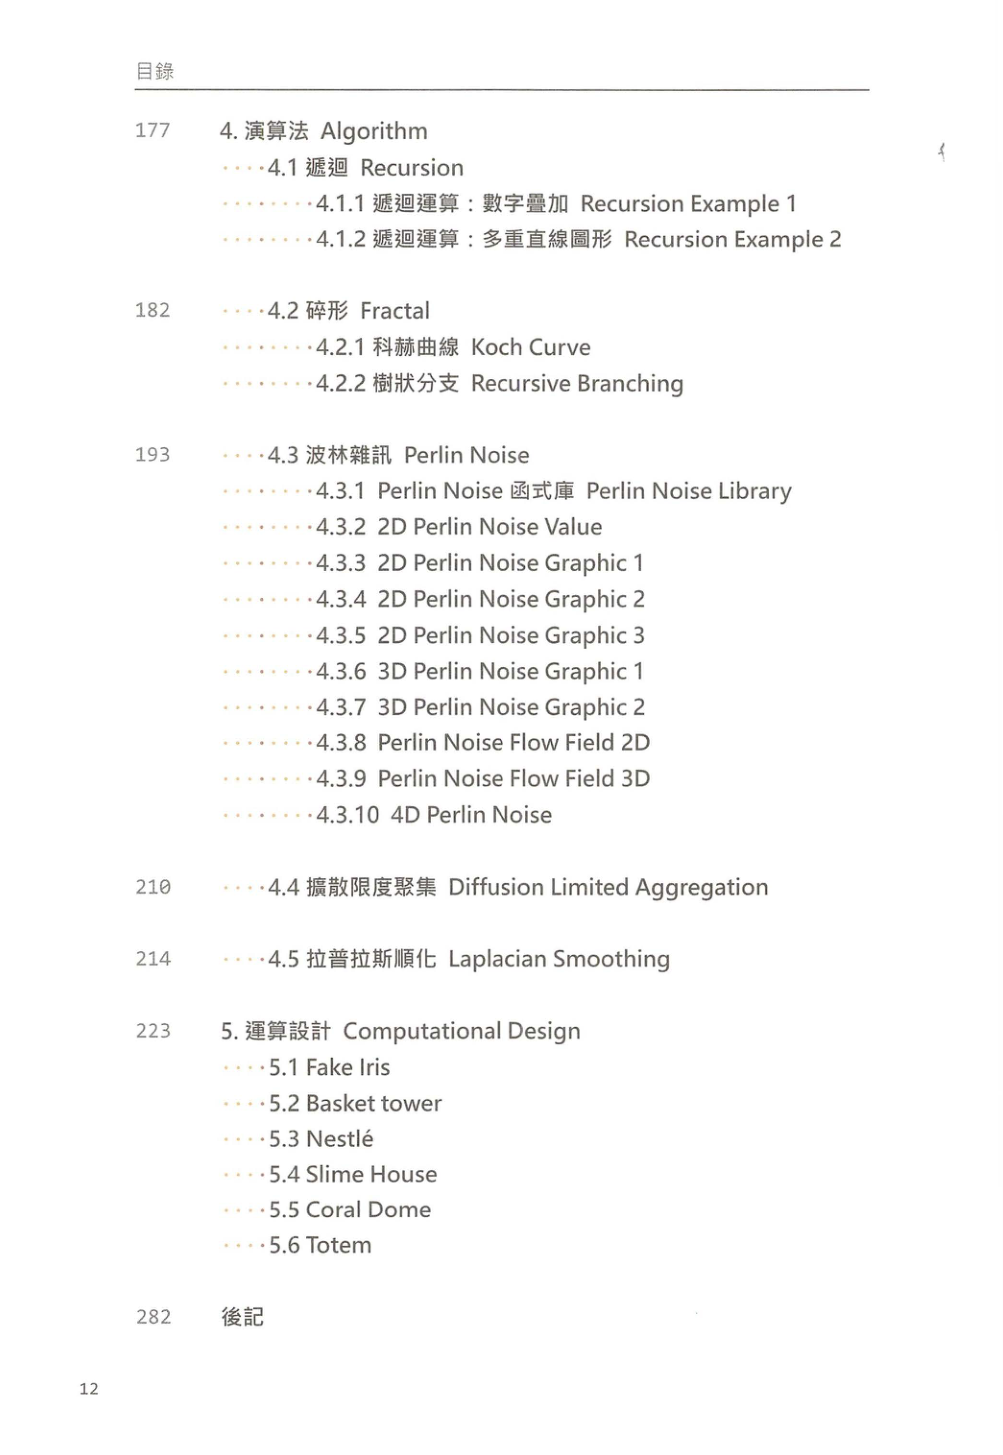 目錄
177 4. 演算法 Algorithm
····4.1 遞迴 Recursion
········4.1.1 遞迴運算：數字疊加 Recursion Example 1
········4.1.2 遞迴運算：多重直線圖形 Recursion Example 2
182 ····4.2 碎形 Fractal
········4.2.1 科赫曲線 Koch Curve
········4.2.2 樹狀分支 Recursive Branching
193 ····4.3 波林雜訊 Perlin Noise
········4.3.1 Perlin Noise 函式庫 Perlin Noise Library
········4.3.2 2D Perlin Noise Value
········4.3.3 2D Perlin Noise Graphic 1
········4.3.4 2D Perlin Noise Graphic 2
········4.3.5 2D Perlin Noise Graphic 3
········4.3.6 3D Perlin Noise Graphic 1
········4.3.7 3D Perlin Noise Graphic 2
········4.3.8 Perlin Noise Flow Field 2D
········4.3.9 Perlin Noise Flow Field 3D
········4.3.10 4D Perlin Noise
210 ····4.4 擴散限度聚集 Diffusion Limited Aggregation
214 ····4.5 拉普拉斯順化 Laplacian Smoothing
223 5. 運算設計 Computational Design
····5.1 Fake Iris
····5.2 Basket tower
····5.3 Nestlé
····5.4 Slime House
····5.5 Coral Dome
····5.6 Totem
282 後記
12